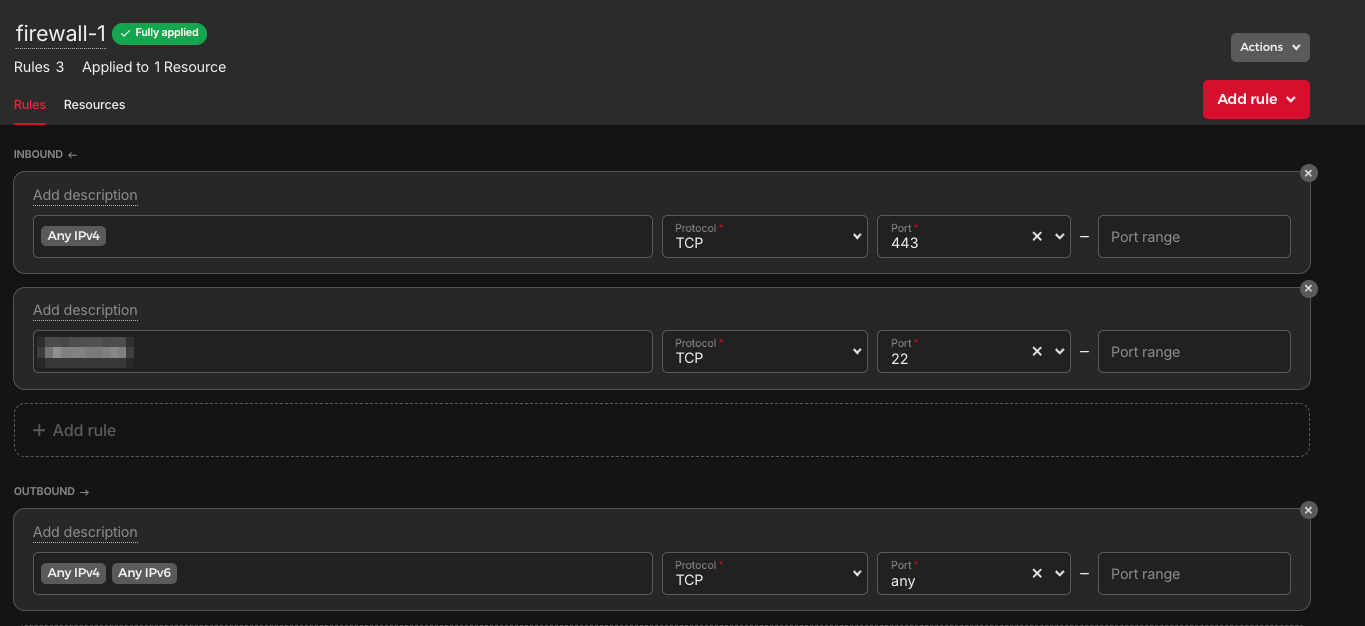 firewall-1 Fully applied
Actions
Rules 3 Applied to 1 Resource
Rules Resources
Add rule
INBOUND ←
Add description
Any IPv4 Protocol * TCP Port * 443 – Port range
Add description
Protocol * TCP Port * 22 – Port range
+ Add rule
OUTBOUND →
Add description
Any IPv4 Any IPv6 Protocol * TCP Port * any – Port range